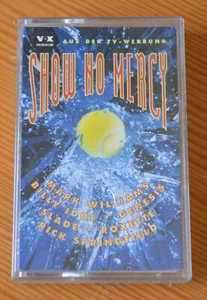 VOX
AUS DER TV-WERBUNG
SHOW NO MERCY
MARK WILLIAMS
BILLY IDOL • GENESIS
SLADE • ROXETTE
RICK SPRINGFIELD